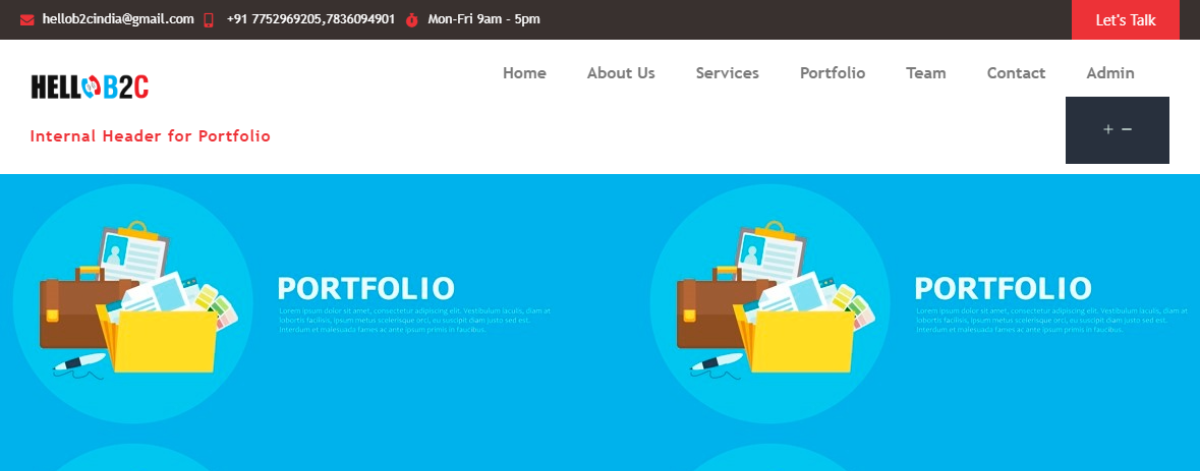 hellob2cindia@gmail.com +91 7752969205,7836094901 Mon-Fri 9am - 5pm Let's Talk
HELLO B2C
Home About Us Services Portfolio Team Contact Admin
Internal Header for Portfolio
+ −
PORTFOLIO
Lorem ipsum dolor sit amet, consectetur adipiscing elit. Vestibulum iaculis, diam at
lobortis facilisis, ipsum metus scelerisque orci, eu suscipit diam justo sed est.
Interdum et malesuada fames ac ante ipsum primis in faucibus.
PORTFOLIO
Lorem ipsum dolor sit amet, consectetur adipiscing elit. Vestibulum iaculis, diam at
lobortis facilisis, ipsum metus scelerisque orci, eu suscipit diam justo sed est.
Interdum et malesuada fames ac ante ipsum primis in faucibus.